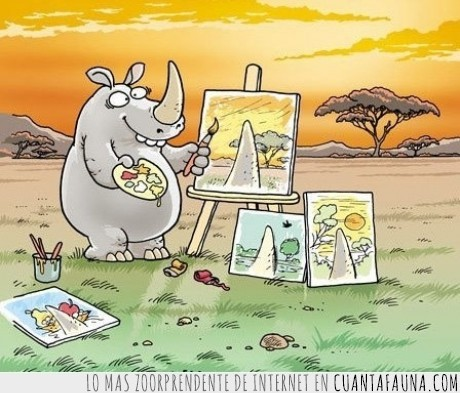 LO MAS ZOORPRENDENTE DE INTERNET EN CUANTAFAUNA.COM